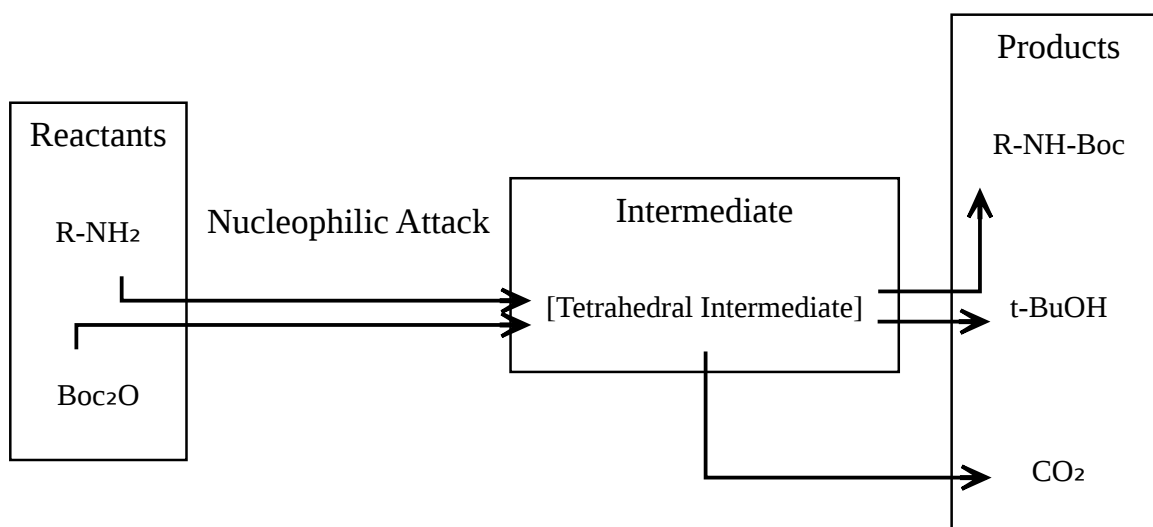 Reactants
R-NH₂
Boc₂O
Nucleophilic Attack
Intermediate
[Tetrahedral Intermediate]
Products
R-NH-Boc
t-BuOH
CO₂